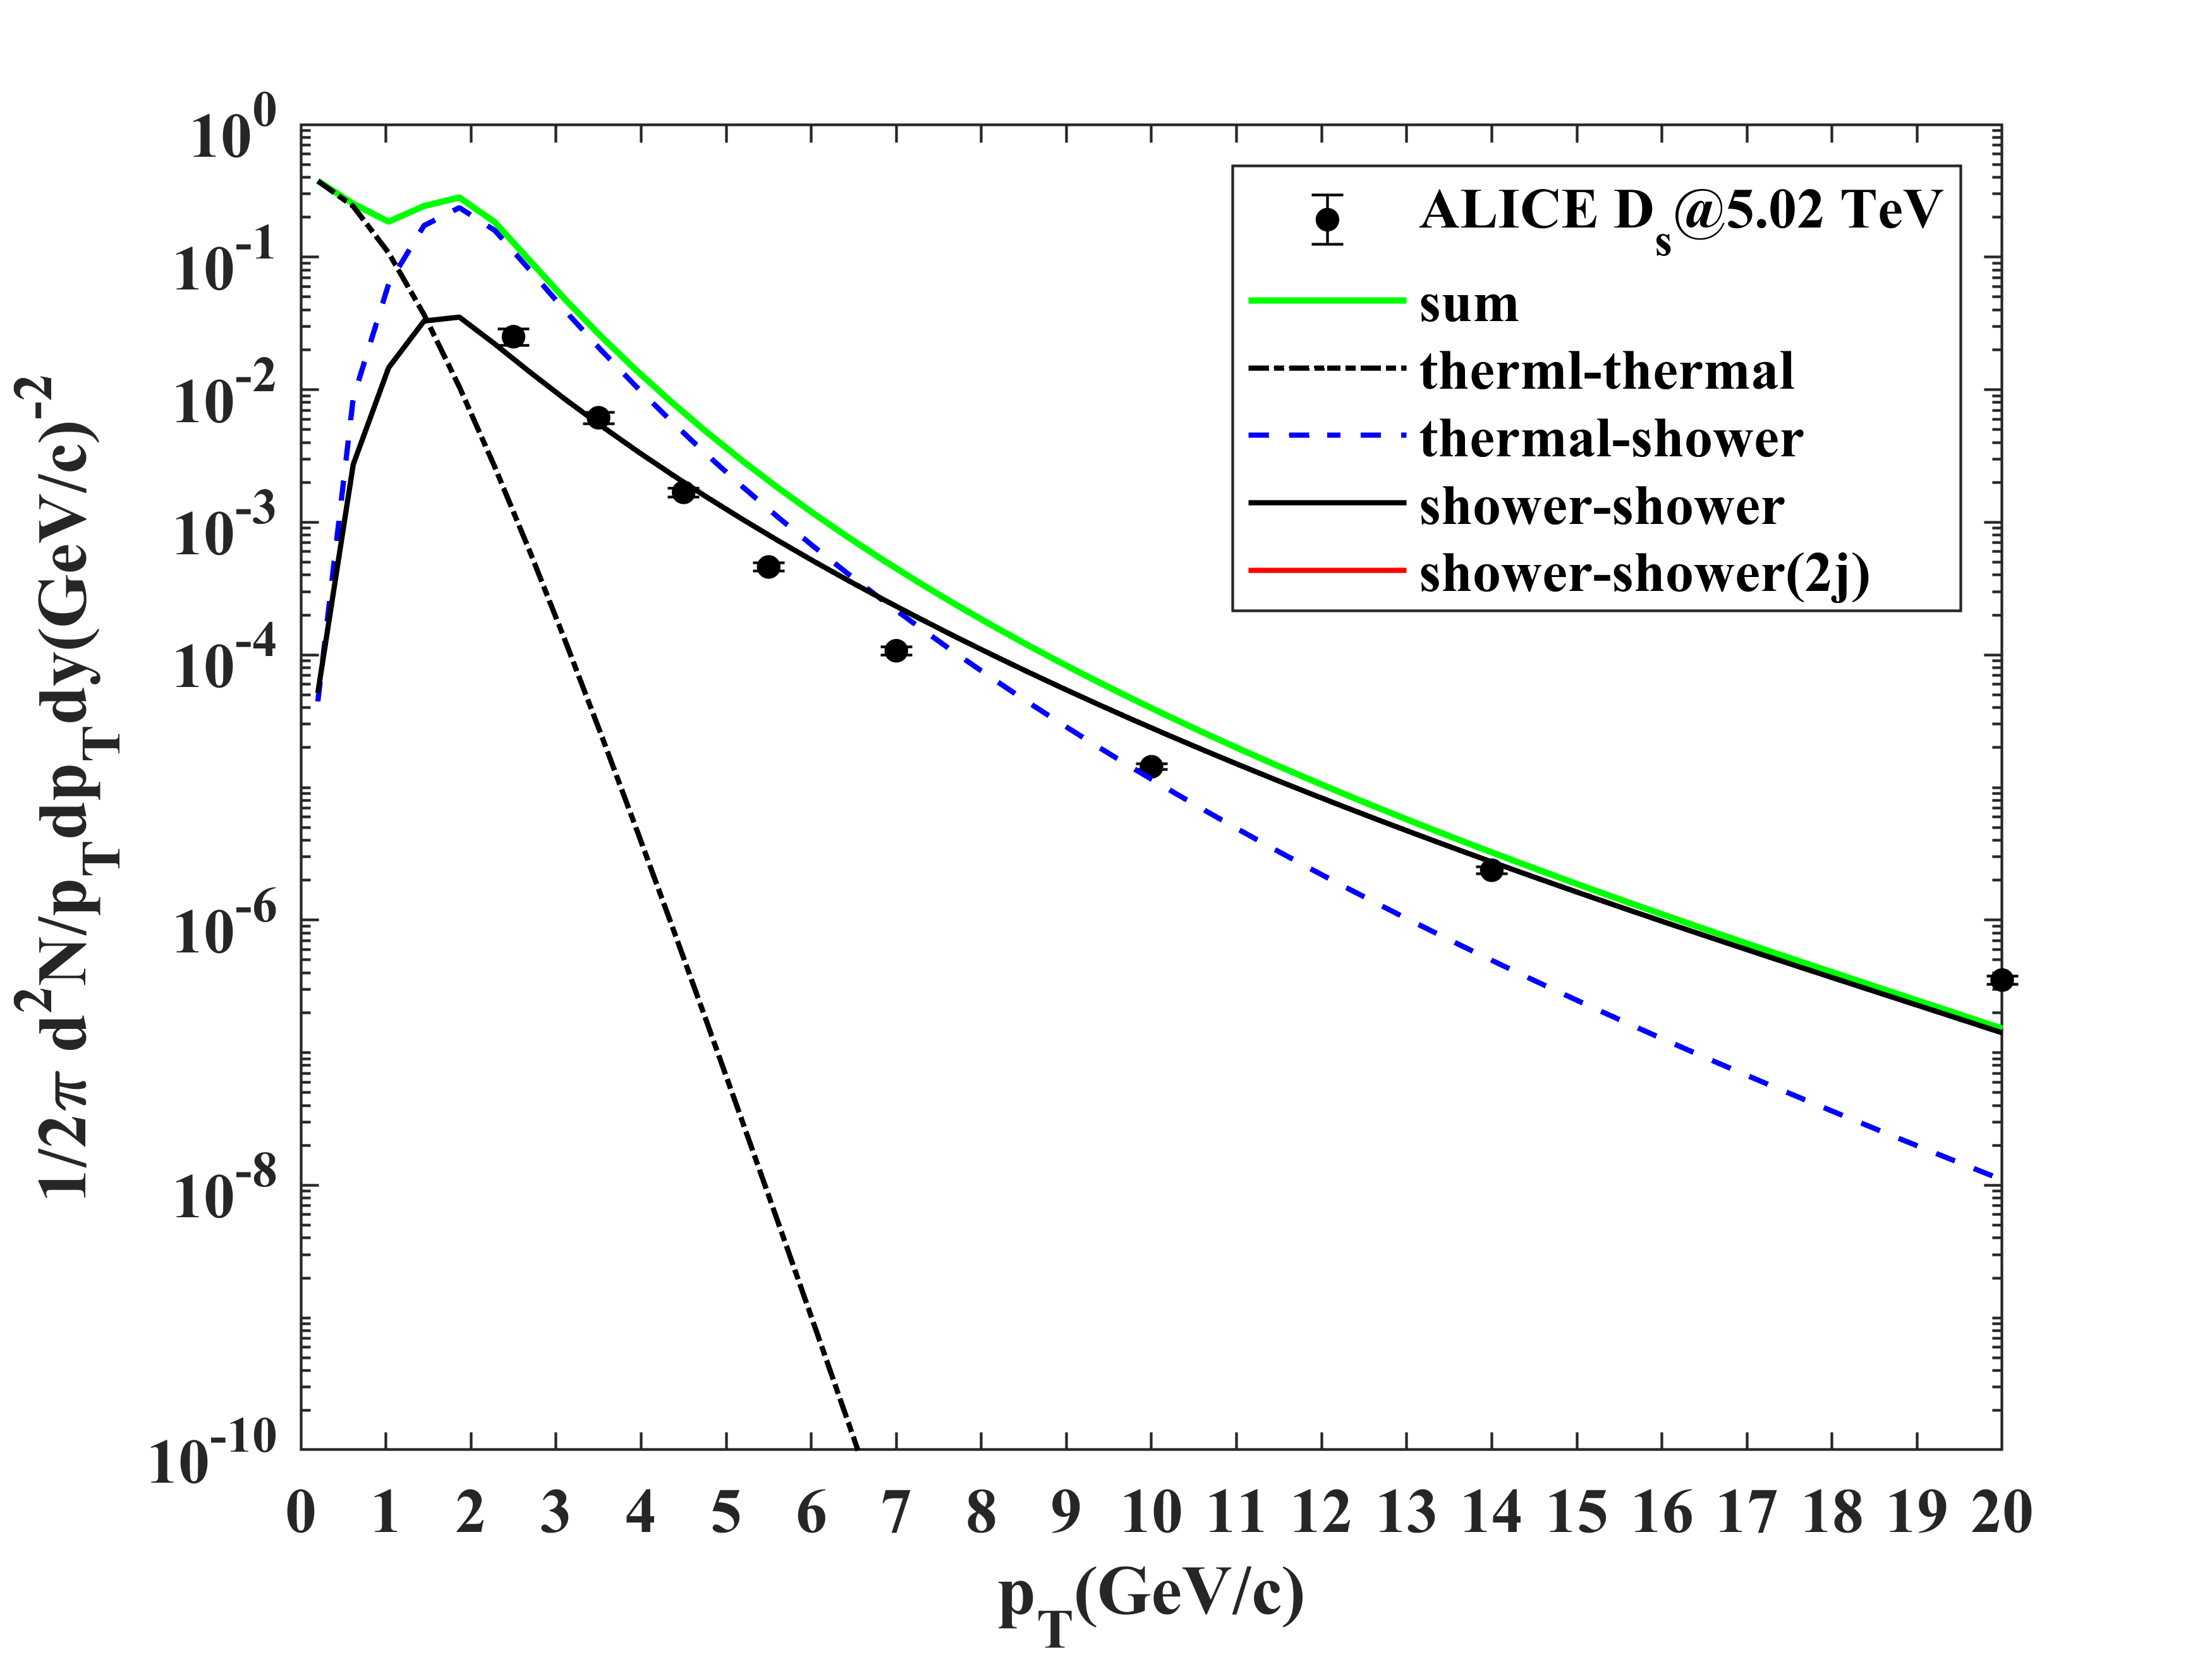 10^0
10^-1
10^-2
10^-3
10^-4
10^-6
10^-8
10^-10
1/2π d^2N/p_Tdp_Tdy(GeV/c)^-2
ALICE D_s@5.02 TeV
sum
therml-thermal
thermal-shower
shower-shower
shower-shower(2j)
0 1 2 3 4 5 6 7 8 9 10 11 12 13 14 15 16 17 18 19 20
p_T(GeV/c)